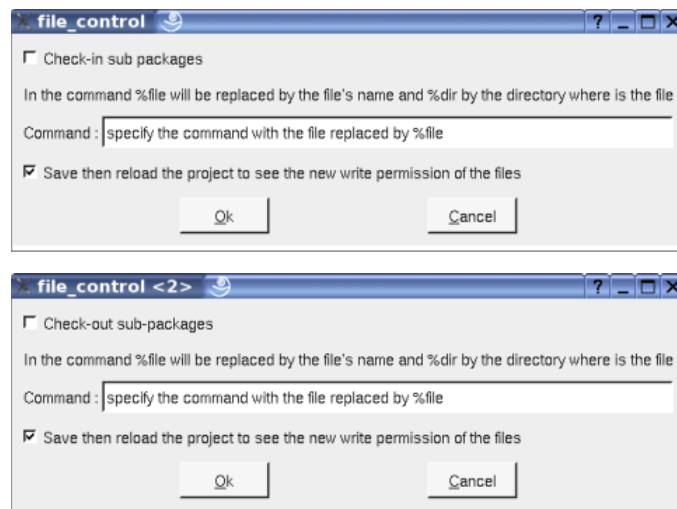 file_control
Check-in sub packages
In the command %file will be replaced by the file's name and %dir by the directory where is the file
Command : specify the command with the file replaced by %file
Save then reload the project to see the new write permission of the files
Ok Cancel
file_control <2>
Check-out sub-packages
In the command %file will be replaced by the file's name and %dir by the directory where is the file
Command : specify the command with the file replaced by %file
Save then reload the project to see the new write permission of the files
Ok Cancel